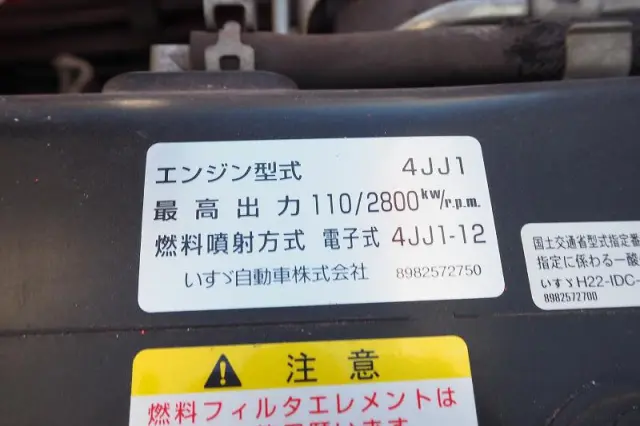 エンジン型式 4JJ1
最高出力 110/2800kw/r.p.m.
燃料噴射方式 電子式 4JJ1-12
いすゞ自動車株式会社 8982572750
国土交通省型式指定番
指定に係わる一酸
いすゞH22-IDC-
8982572700
注意
燃料フィルタエレメントは